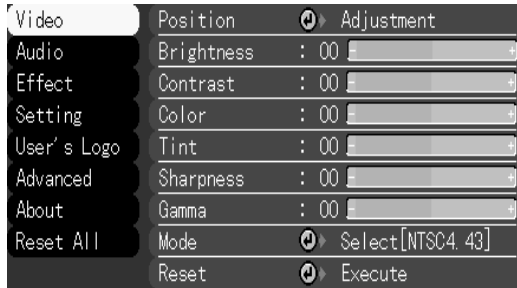 Video
Audio
Effect
Setting
User's Logo
Advanced
About
Reset All
Position Adjustment
Brightness : 00 - +
Contrast : 00 - +
Color : 00 - +
Tint : 00 - +
Sharpness : 00 - +
Gamma : 00 - +
Mode Select[NTSC4.43]
Reset Execute